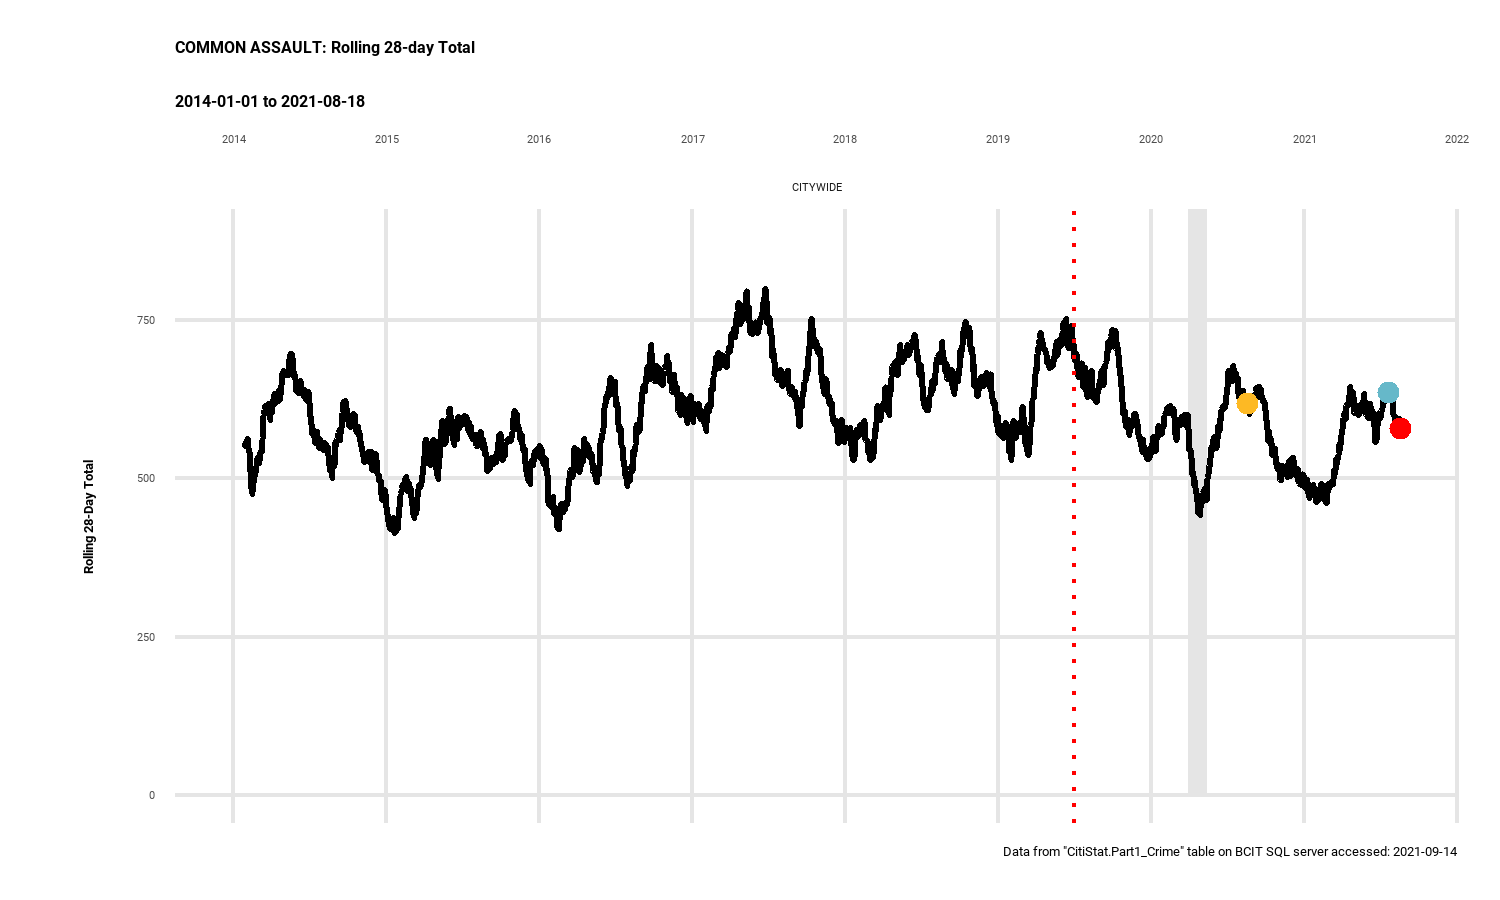 COMMON ASSAULT: Rolling 28-day Total
2014-01-01 to 2021-08-18
2014 2015 2016 2017 2018 2019 2020 2021 2022
CITYWIDE
750
500
250
0
Rolling 28-Day Total
Data from "CitiStat.Part1_Crime" table on BCIT SQL server accessed: 2021-09-14